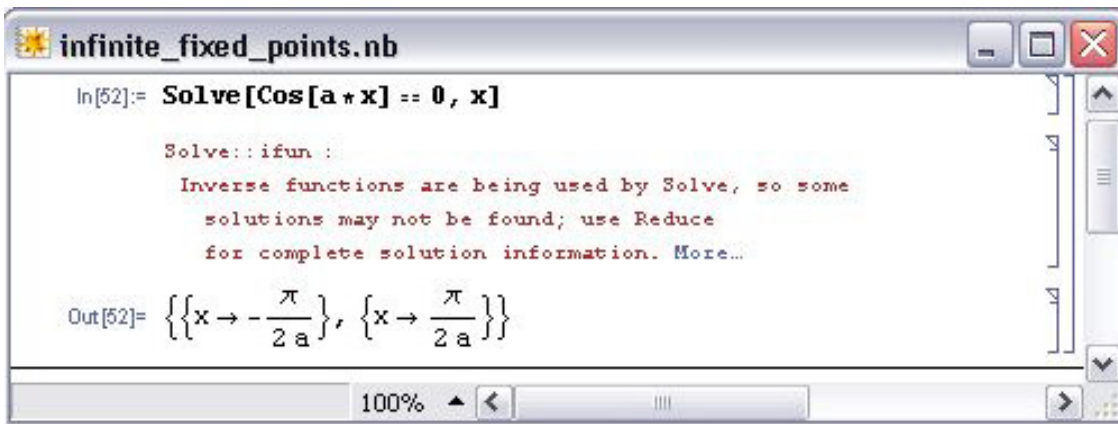 infinite_fixed_points.nb
In[52]:= Solve[Cos[a * x] == 0, x]
Solve::ifun :
Inverse functions are being used by Solve, so some
solutions may not be found; use Reduce
for complete solution information. More…
Out[52]= {{x → -π/(2 a)}, {x → π/(2 a)}}
100%